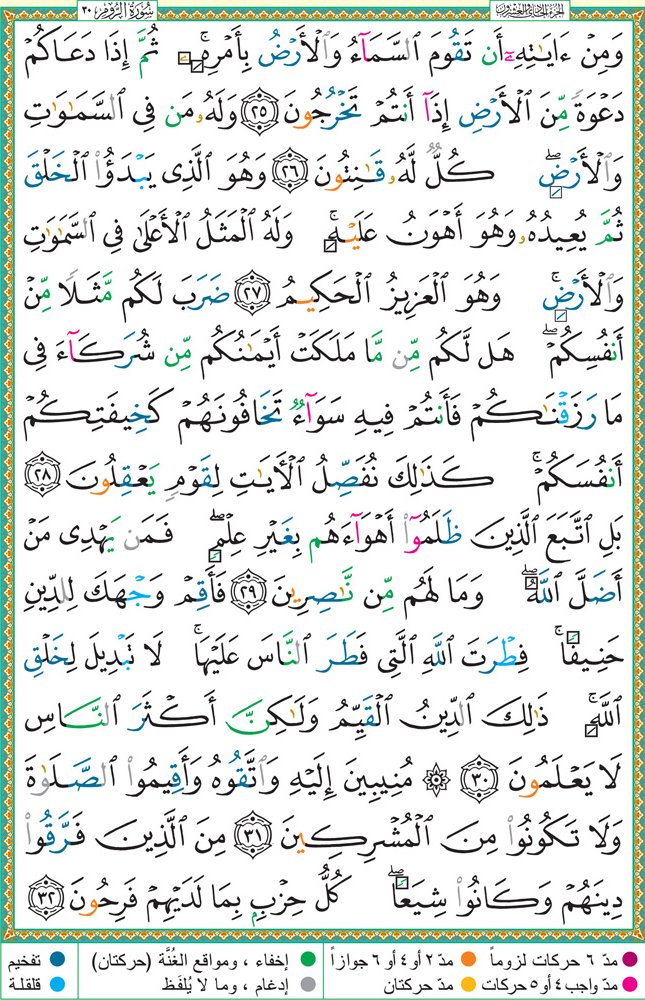 سُورَةُ الرُّومِ ٣٠
الجزء الحادي والعشرون
وَمِنْ ءَايَـٰتِهِۦٓ أَن تَقُومَ ٱلسَّمَآءُ وَٱلْأَرْضُ بِأَمْرِهِۦۚ ثُمَّ إِذَا دَعَاكُمْ
دَعْوَةً مِّنَ ٱلْأَرْضِ إِذَآ أَنتُمْ تَخْرُجُونَ ٢٥ وَلَهُۥ مَن فِى ٱلسَّمَـٰوَٰتِ
وَٱلْأَرْضِۖ كُلٌّ لَّهُۥ قَـٰنِتُونَ ٢٦ وَهُوَ ٱلَّذِى يَبْدَؤُا۟ ٱلْخَلْقَ
ثُمَّ يُعِيدُهُۥ وَهُوَ أَهْوَنُ عَلَيْهِۚ وَلَهُ ٱلْمَثَلُ ٱلْأَعْلَىٰ فِى ٱلسَّمَـٰوَٰتِ
وَٱلْأَرْضِۚ وَهُوَ ٱلْعَزِيزُ ٱلْحَكِيمُ ٢٧ ضَرَبَ لَكُم مَّثَلًا مِّنْ
أَنفُسِكُمْۖ هَل لَّكُم مِّن مَّا مَلَكَتْ أَيْمَـٰنُكُم مِّن شُرَكَآءَ فِى
مَا رَزَقْنَـٰكُمْ فَأَنتُمْ فِيهِ سَوَآءٌ تَخَافُونَهُمْ كَخِيفَتِكُمْ
أَنفُسَكُمْۚ كَذَٰلِكَ نُفَصِّلُ ٱلْـَٔايَـٰتِ لِقَوْمٍ يَعْقِلُونَ ٢٨
بَلِ ٱتَّبَعَ ٱلَّذِينَ ظَلَمُوٓا۟ أَهْوَآءَهُم بِغَيْرِ عِلْمٍۖ فَمَن يَهْدِى مَنْ
أَضَلَّ ٱللَّهُۖ وَمَا لَهُم مِّن نَّـٰصِرِينَ ٢٩ فَأَقِمْ وَجْهَكَ لِلدِّينِ
حَنِيفًاۚ فِطْرَتَ ٱللَّهِ ٱلَّتِى فَطَرَ ٱلنَّاسَ عَلَيْهَاۚ لَا تَبْدِيلَ لِخَلْقِ
ٱللَّهِۚ ذَٰلِكَ ٱلدِّينُ ٱلْقَيِّمُ وَلَـٰكِنَّ أَكْثَرَ ٱلنَّاسِ
لَا يَعْلَمُونَ ٣٠ ۞ مُنِيبِينَ إِلَيْهِ وَٱتَّقُوهُ وَأَقِيمُوا۟ ٱلصَّلَوٰةَ
وَلَا تَكُونُوا۟ مِنَ ٱلْمُشْرِكِينَ ٣١ مِنَ ٱلَّذِينَ فَرَّقُوا۟
دِينَهُمْ وَكَانُوا۟ شِيَعًاۖ كُلُّ حِزْبٍۭ بِمَا لَدَيْهِمْ فَرِحُونَ ٣٢
مدّ ٦ حركات لزوماً مدّ ٢ أو ٤ أو ٦ جوازاً إخفاء ، ومواقع الغُنَّة (حركتان) تفخيم
مدّ واجب ٤ أو ٥ حركات مدّ حركتان إدغام ، وما لا يُلفَظ قلقلة